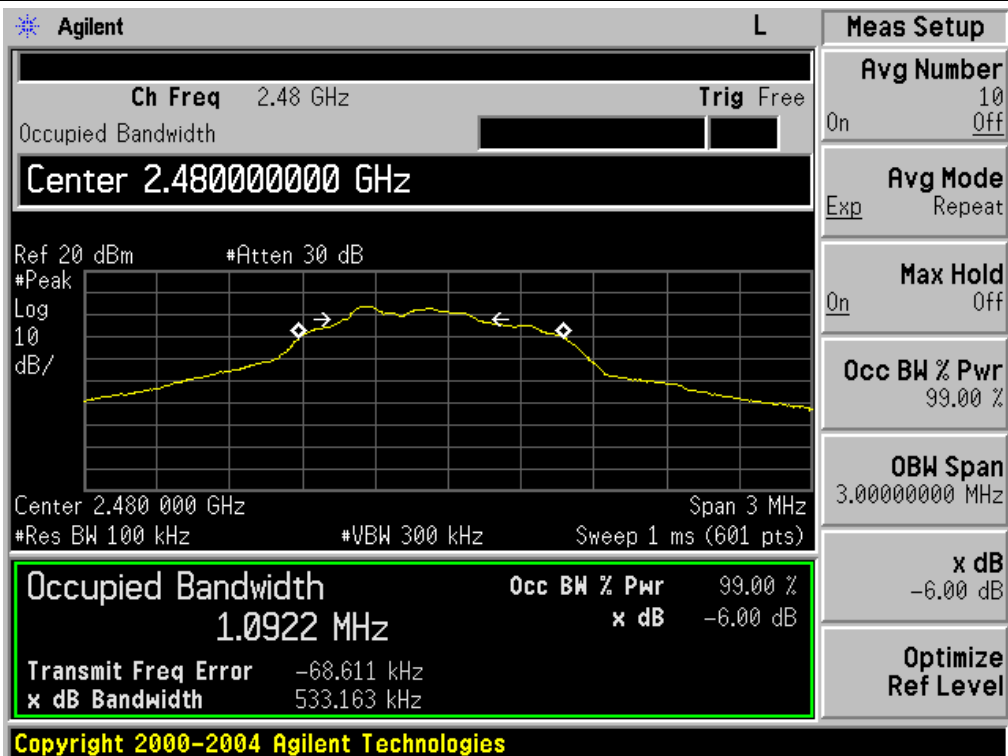 Agilent L
Ch Freq 2.48 GHz Trig Free
Occupied Bandwidth
Center 2.480000000 GHz
Ref 20 dBm #Atten 30 dB
#Peak
Log
10
dB/
Center 2.480 000 GHz Span 3 MHz
#Res BW 100 kHz #VBW 300 kHz Sweep 1 ms (601 pts)
Occupied Bandwidth Occ BW % Pwr 99.00 %
1.0922 MHz x dB -6.00 dB
Transmit Freq Error -68.611 kHz
x dB Bandwidth 533.163 kHz
Copyright 2000-2004 Agilent Technologies
Meas Setup
Avg Number
10
On Off
Avg Mode
Exp Repeat
Max Hold
On Off
Occ BW % Pwr
99.00 %
OBW Span
3.00000000 MHz
x dB
-6.00 dB
Optimize
Ref Level